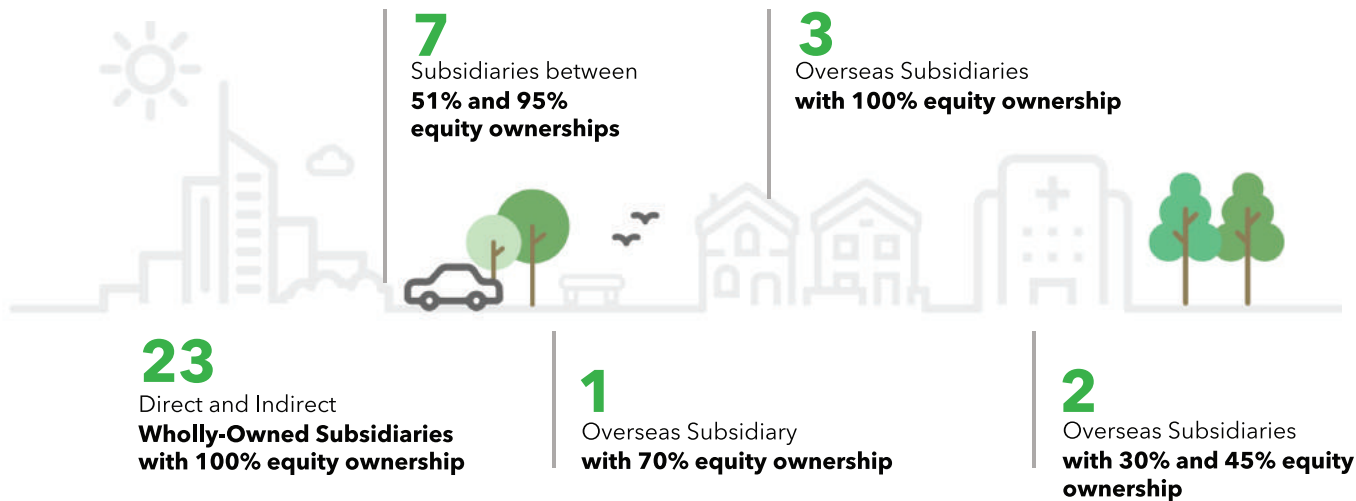 7
Subsidiaries between
51% and 95%
equity ownerships
3
Overseas Subsidiaries
with 100% equity ownership
23
Direct and Indirect
Wholly-Owned Subsidiaries
with 100% equity ownership
1
Overseas Subsidiary
with 70% equity ownership
2
Overseas Subsidiaries
with 30% and 45% equity
ownership